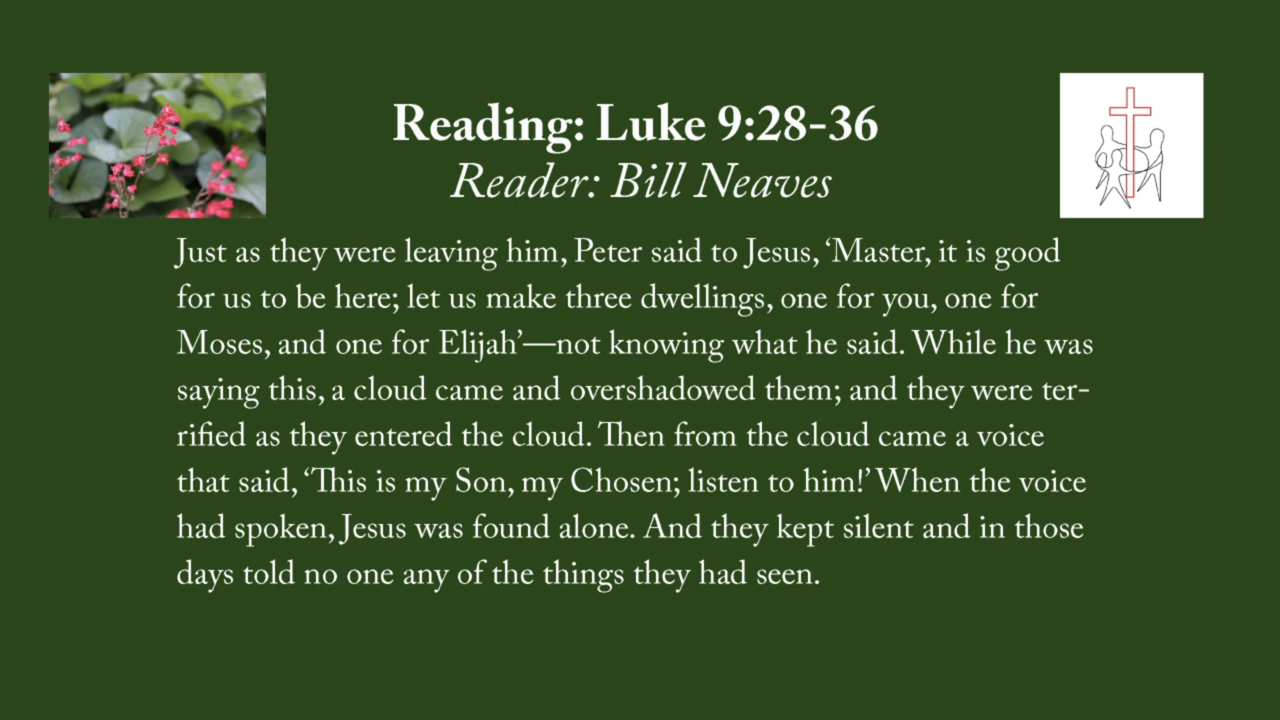 Reading: Luke 9:28-36
Reader: Bill Neaves
Just as they were leaving him, Peter said to Jesus, ‘Master, it is good
for us to be here; let us make three dwellings, one for you, one for
Moses, and one for Elijah’—not knowing what he said. While he was
saying this, a cloud came and overshadowed them; and they were ter-
rified as they entered the cloud. Then from the cloud came a voice
that said, ‘This is my Son, my Chosen; listen to him!’ When the voice
had spoken, Jesus was found alone. And they kept silent and in those
days told no one any of the things they had seen.